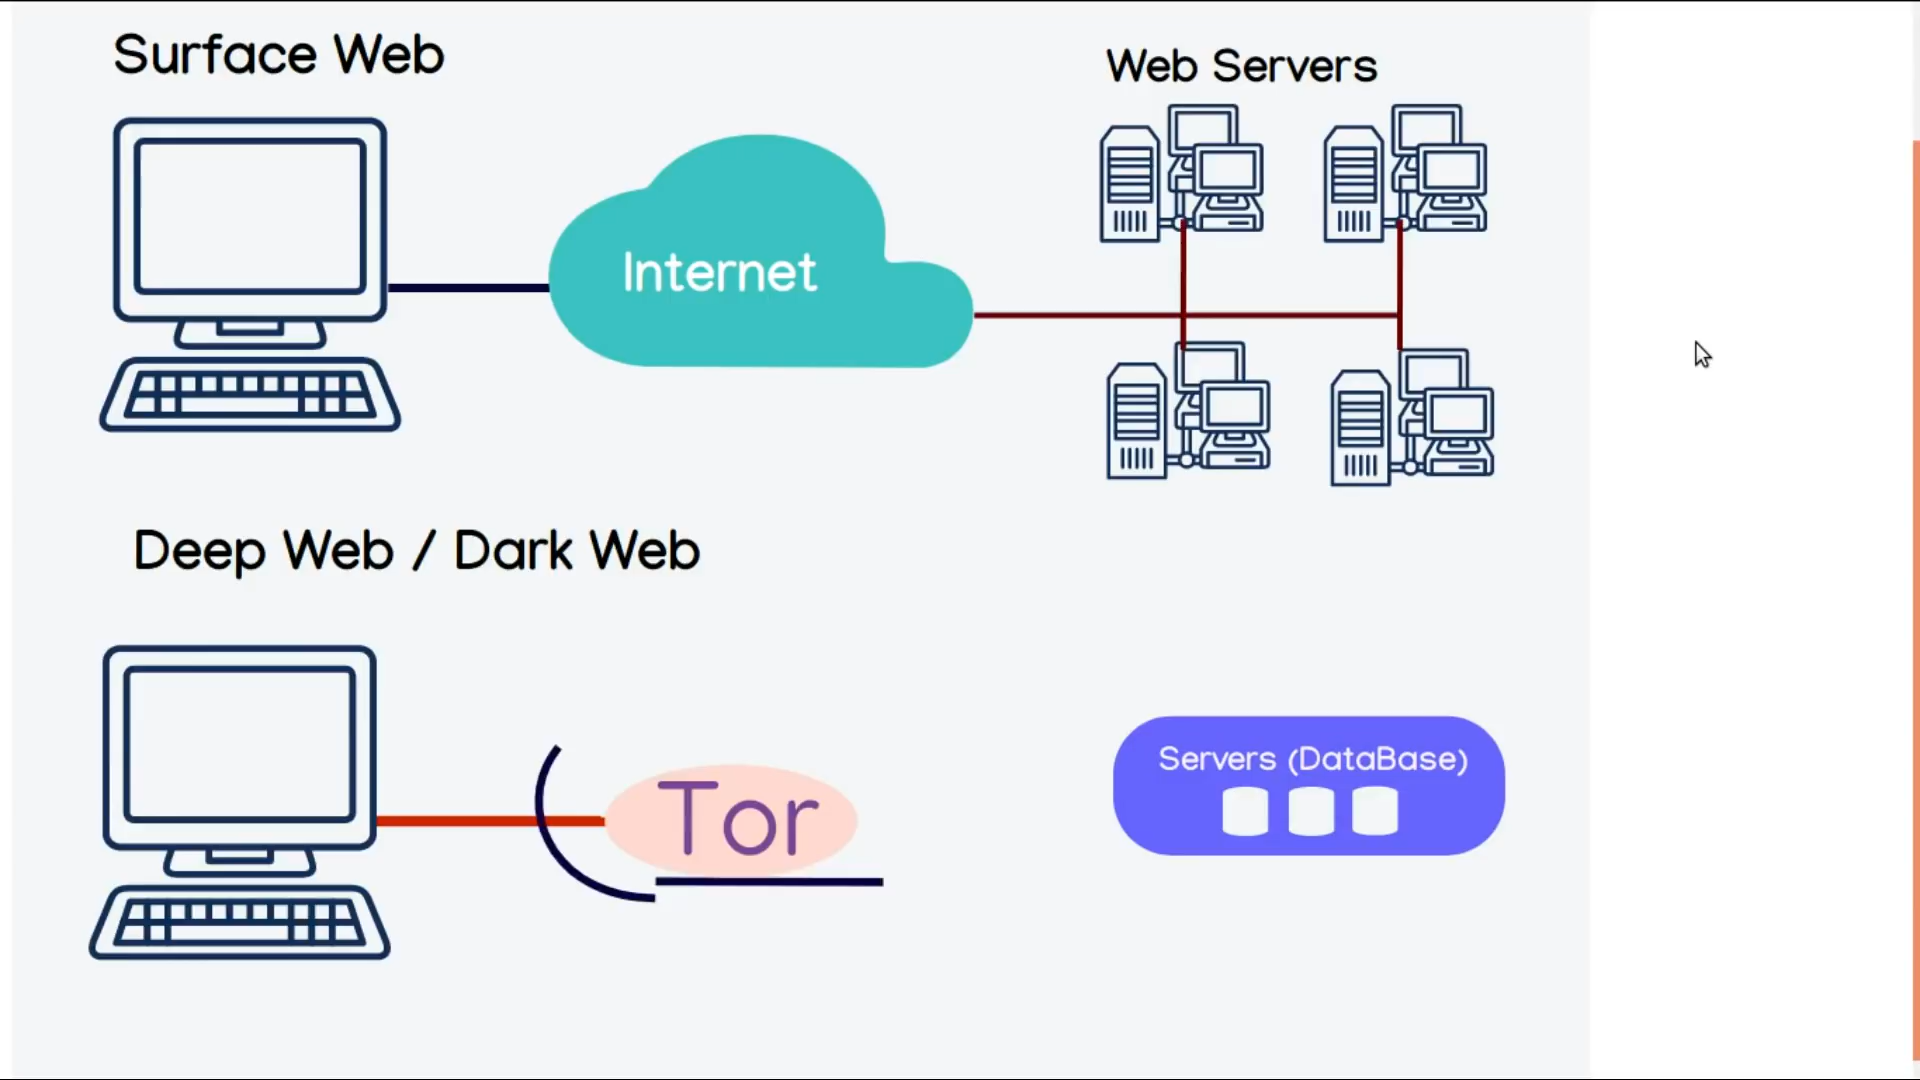 Surface Web
Web Servers
Internet
Deep Web / Dark Web
Servers (DataBase)
Tor